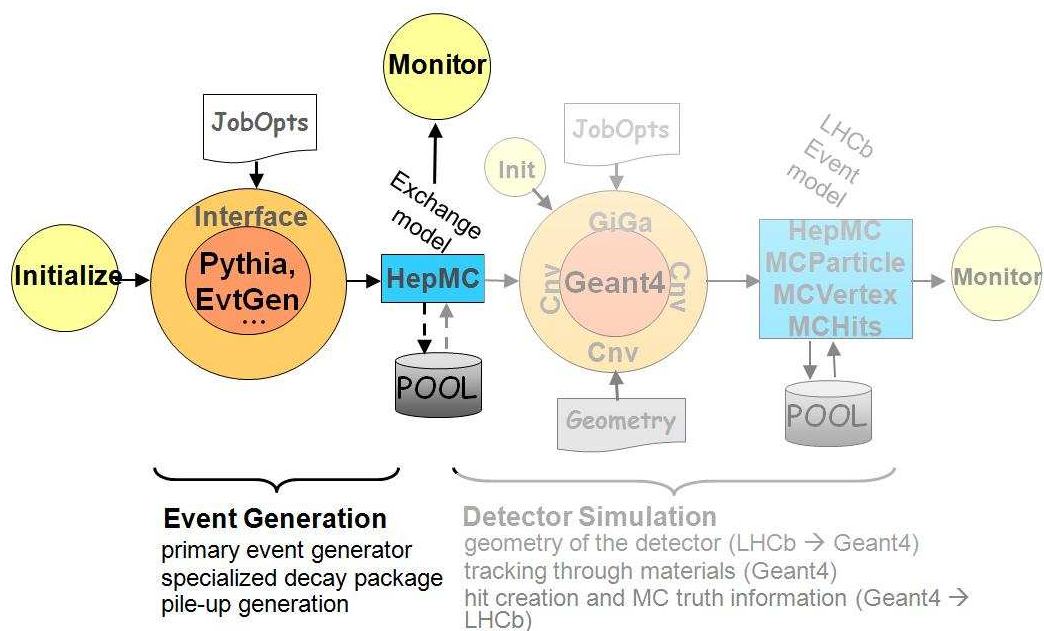 Monitor
JobOpts
JobOpts
LHCb
Event
model
Init
Exchange
model
Interface
GiGa
Initialize
Pythia,
EvtGen
...
HepMC
Cnv
Geant4
Cnv
Cnv
HepMC
MCParticle
MCVertex
MCHits
Monitor
POOL
Geometry
POOL
Event Generation
primary event generator
specialized decay package
pile-up generation
Detector Simulation
geometry of the detector (LHCb → Geant4)
tracking through materials (Geant4)
hit creation and MC truth information (Geant4 →
LHCb)